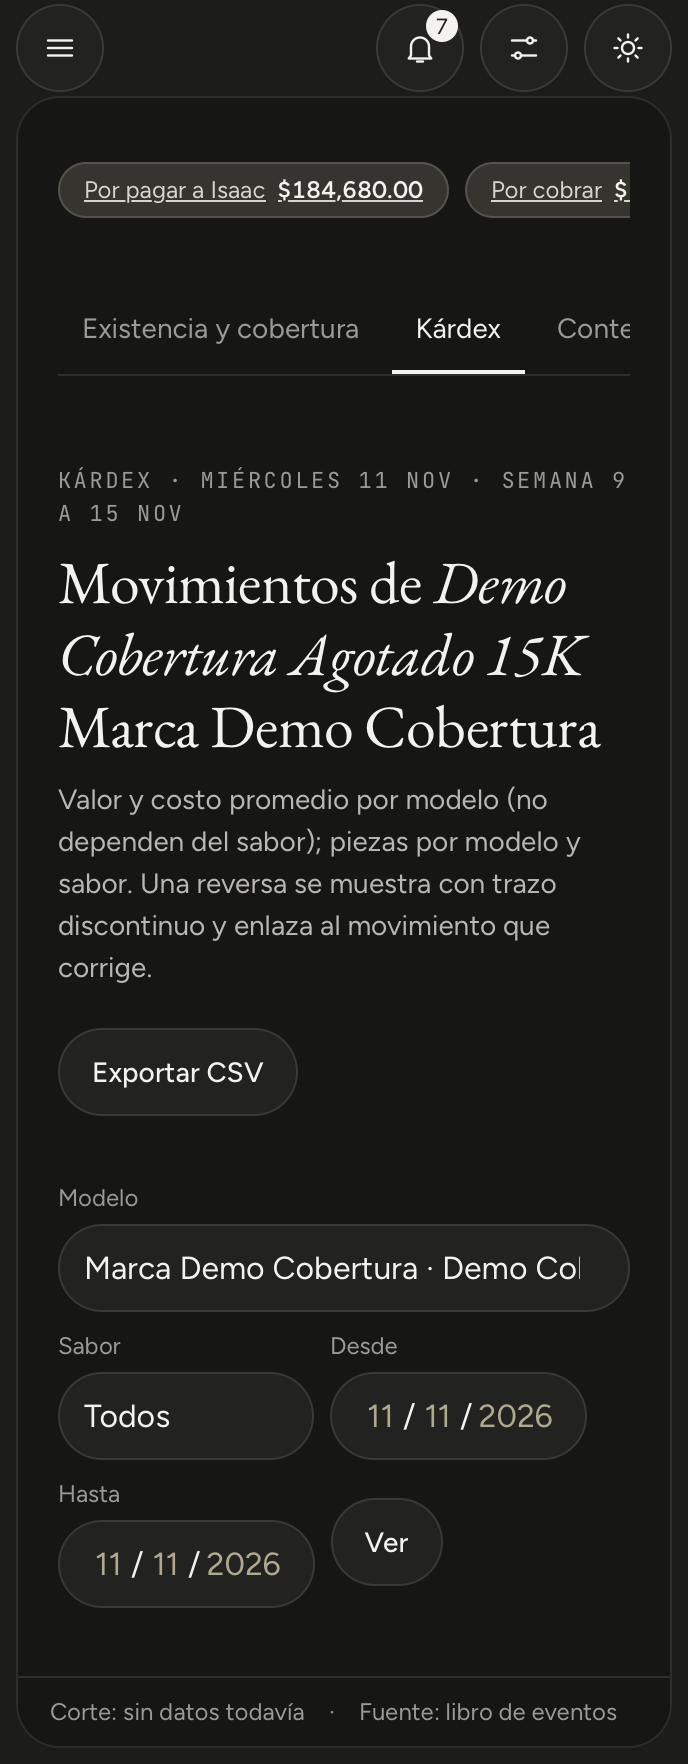 7
Por pagar a Isaac $184,680.00 Por cobrar $
Existencia y cobertura Kárdex Conte
KÁRDEX · MIÉRCOLES 11 NOV · SEMANA 9
A 15 NOV
Movimientos de Demo
Cobertura Agotado 15K
Marca Demo Cobertura
Valor y costo promedio por modelo (no
dependen del sabor); piezas por modelo y
sabor. Una reversa se muestra con trazo
discontinuo y enlaza al movimiento que
corrige.
Exportar CSV
Modelo
Marca Demo Cobertura · Demo Col
Sabor Desde
Todos 11 / 11 / 2026
Hasta
11 / 11 / 2026 Ver
Corte: sin datos todavía · Fuente: libro de eventos